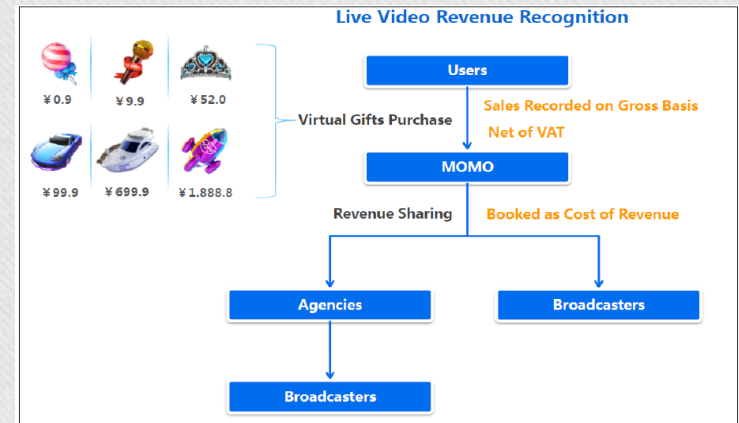 Live Video Revenue Recognition
¥ 0.9
¥ 9.9
¥ 52.0
¥ 99.9
¥ 699.9
¥ 1.888.8
Virtual Gifts Purchase
Users
Sales Recorded on Gross Basis
Net of VAT
MOMO
Revenue Sharing
Booked as Cost of Revenue
Agencies
Broadcasters
Broadcasters